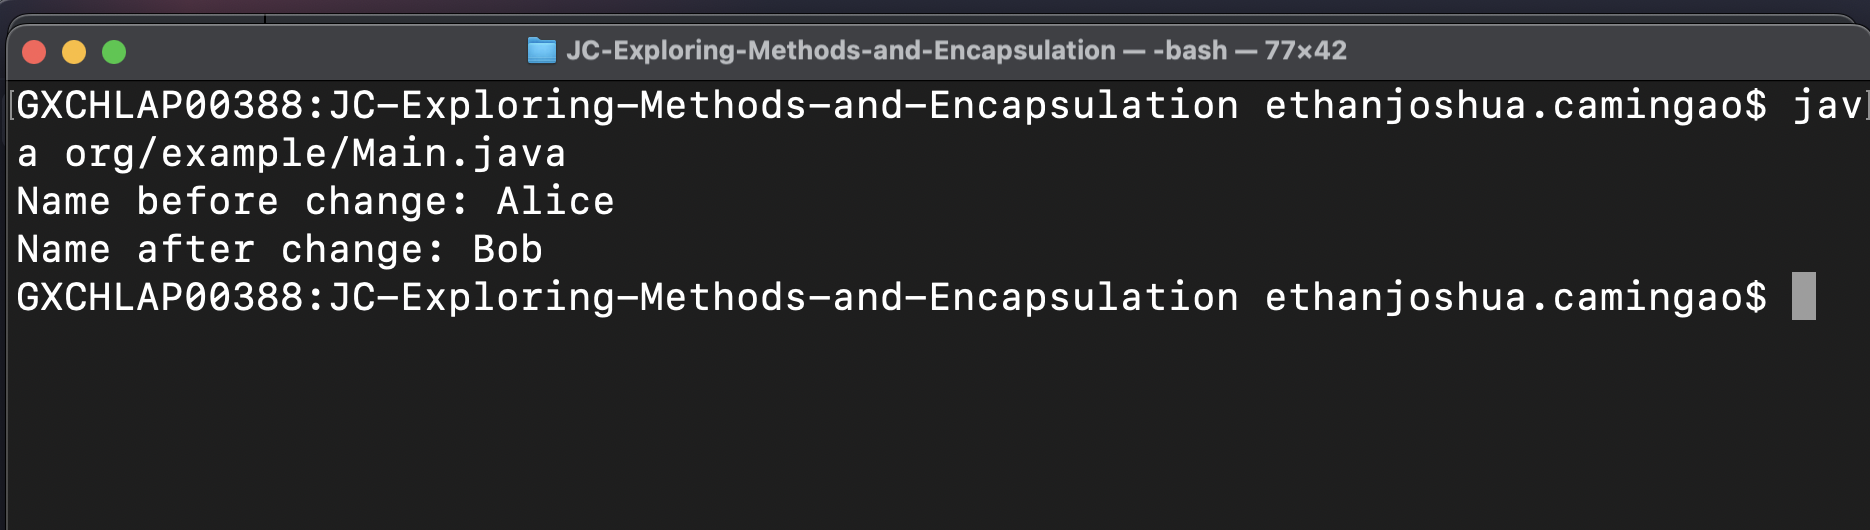 JC-Exploring-Methods-and-Encapsulation — -bash — 77×42
[GXCHLAP00388:JC-Exploring-Methods-and-Encapsulation ethanjoshua.camingao$ jav]
a org/example/Main.java
Name before change: Alice
Name after change: Bob
GXCHLAP00388:JC-Exploring-Methods-and-Encapsulation ethanjoshua.camingao$